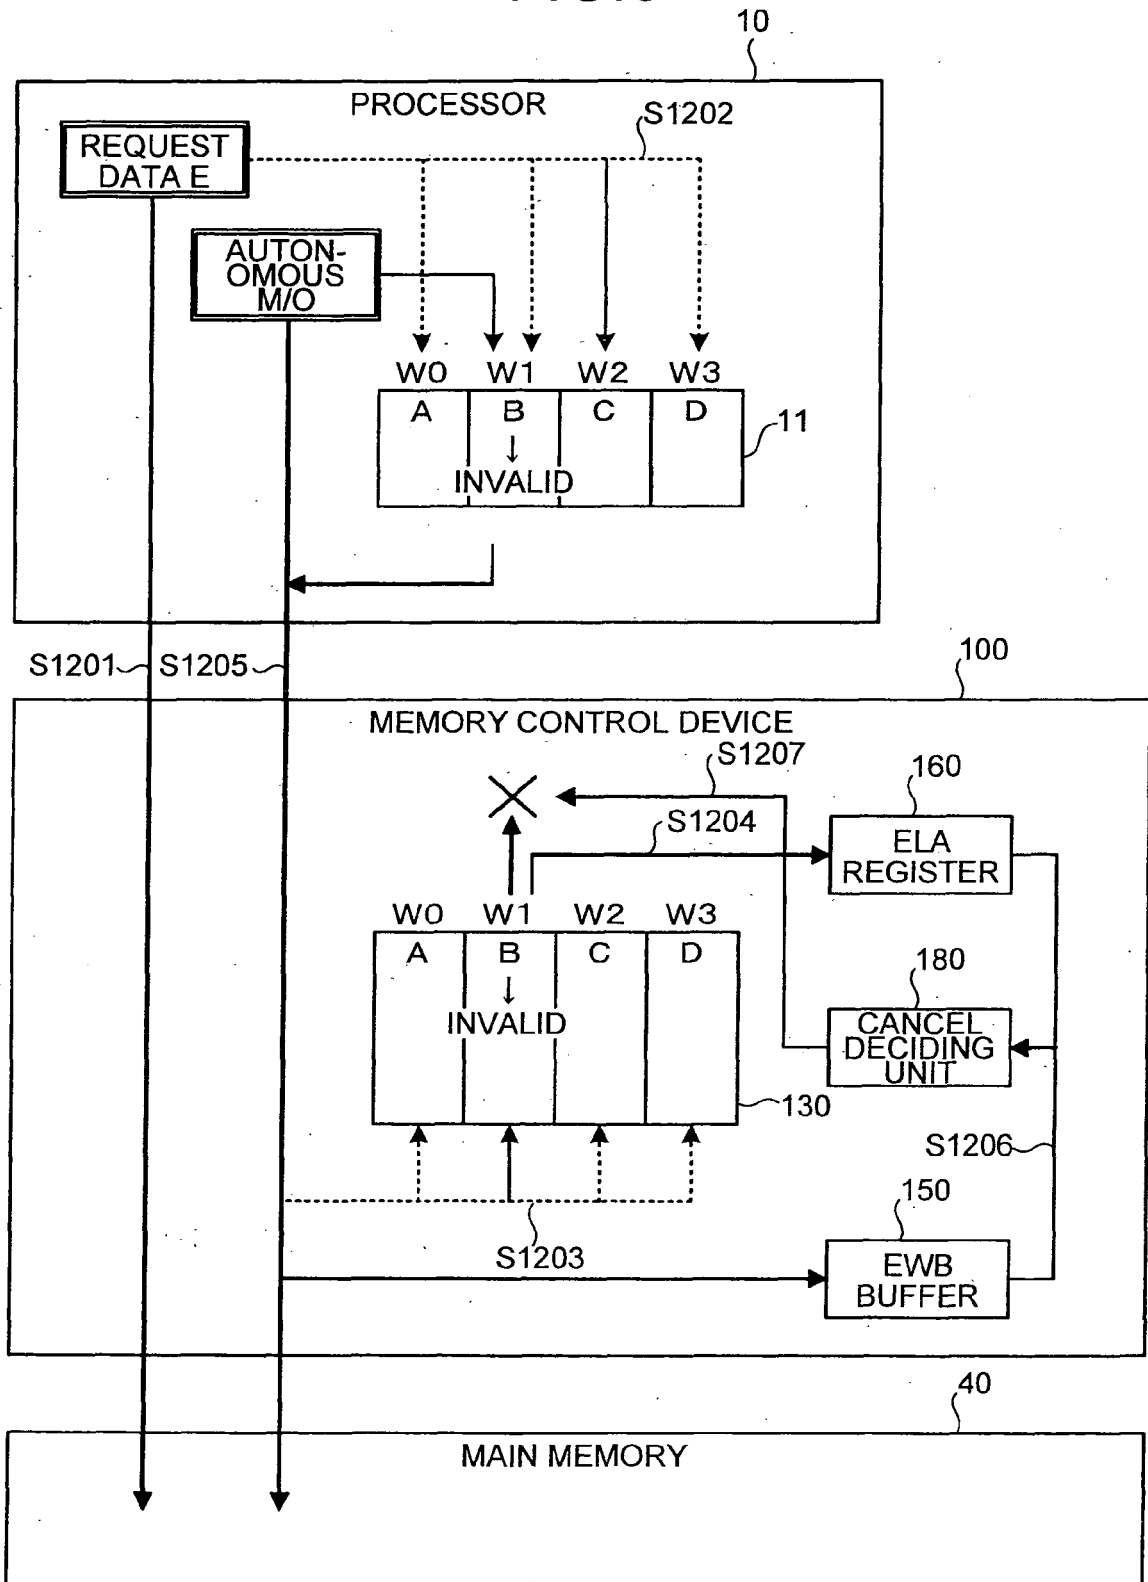 10
PROCESSOR
S1202
REQUEST
DATA E
AUTON-
OMOUS
M/O
W0 W1 W2 W3
A B C D
↓
INVALID
11
S1201 S1205
100
MEMORY CONTROL DEVICE
S1207
160
S1204
ELA
REGISTER
W0 W1 W2 W3
A B C D
↓
INVALID
180
CANCEL
DECIDING
UNIT
130
S1206
150
S1203
EWB
BUFFER
40
MAIN MEMORY